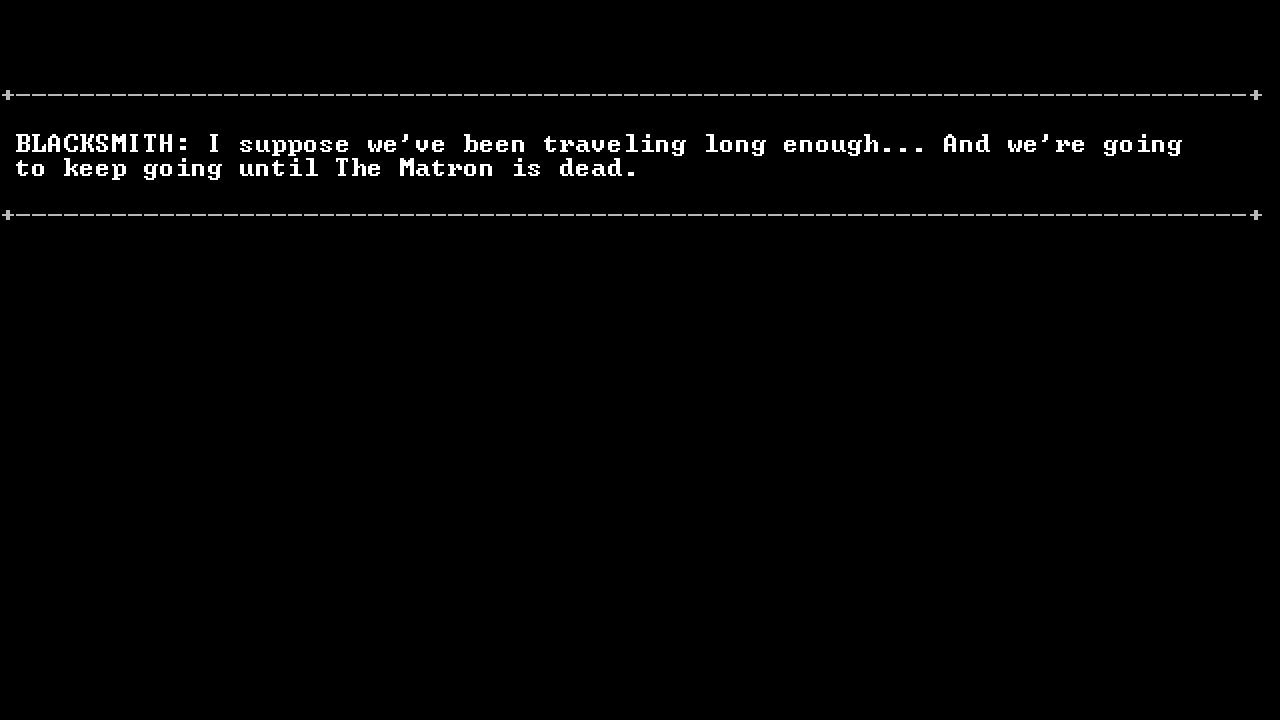 BLACKSMITH: I suppose we've been traveling long enough... And we're going
to keep going until The Matron is dead.